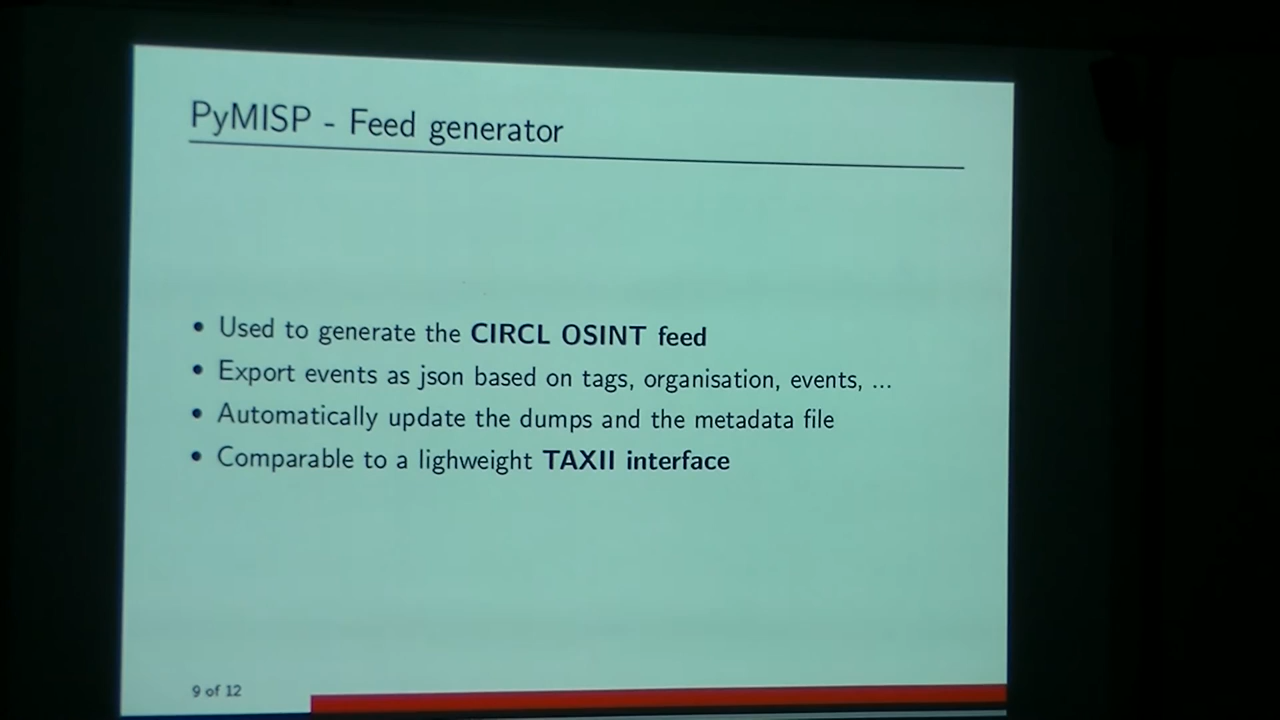 PyMISP - Feed generator
• Used to generate the CIRCL OSINT feed
• Export events as json based on tags, organisation, events, ...
• Automatically update the dumps and the metadata file
• Comparable to a lighweight TAXII interface
9 of 12